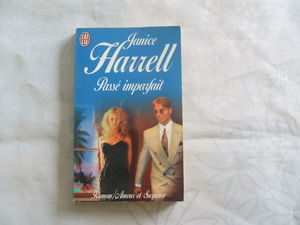 J'AI LU
Janice
Harrell
Passé imparfait
Roman/Amour et Suspense